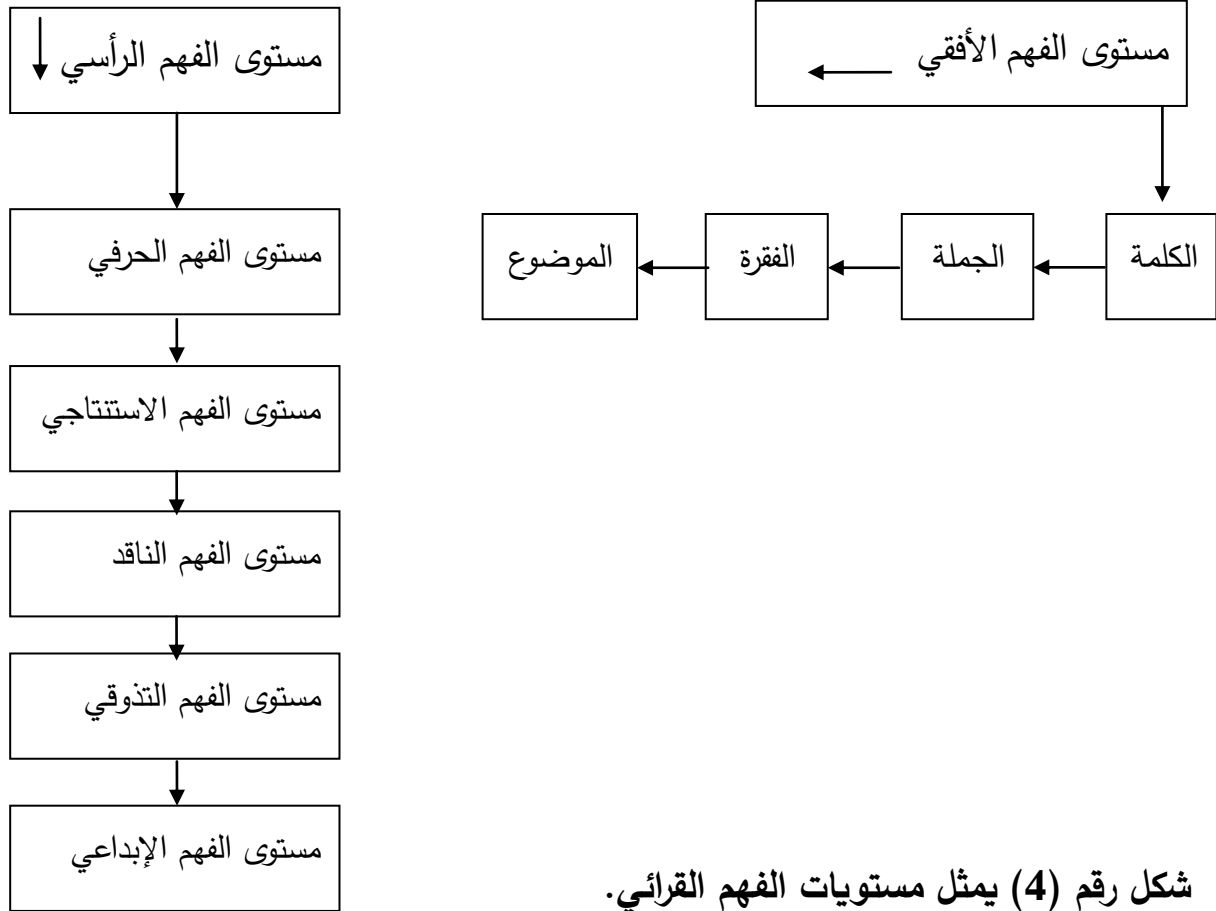 مستوى الفهم الأفقي
الكلمة
الجملة
الفقرة
الموضوع
مستوى الفهم الرأسي
مستوى الفهم الحرفي
مستوى الفهم الاستنتاجي
مستوى الفهم الناقد
مستوى الفهم التذوقي
مستوى الفهم الإبداعي
شكل رقم (4) يمثل مستويات الفهم القرائي.